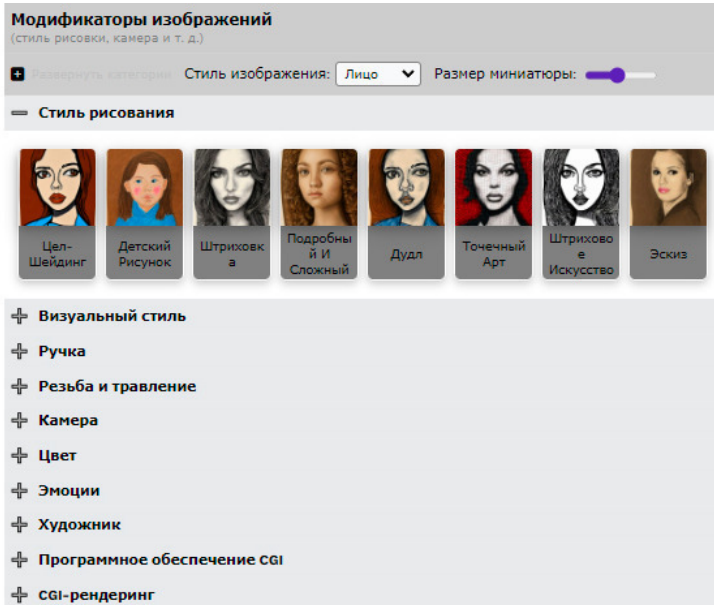 Модификаторы изображений
(стиль рисовки, камера и т. д.)
Развернуть категории Стиль изображения: Лицо Размер миниатюры:
Стиль рисования
Цел-
Шейдинг
Детский
Рисунок
Штриховк
а
Подробны
й И
Сложный
Дудл
Точечный
Арт
Штрихово
е
Искусство
Эскиз
Визуальный стиль
Ручка
Резьба и травление
Камера
Цвет
Эмоции
Художник
Программное обеспечение CGI
CGI-рендеринг